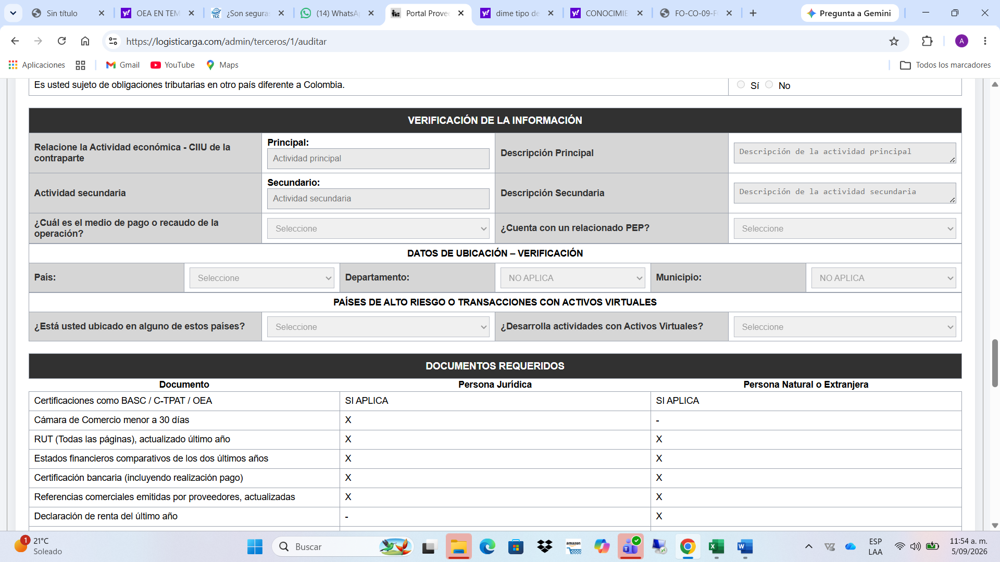 Sin título
OEA EN TEM
¿Son segura
(14) WhatsA
Portal Prove
dime tipo de
CONOCIMIE
FO-CO-09-F
Pregunta a Gemini
https://logisticarga.com/admin/terceros/1/auditar
A
Aplicaciones
Gmail
YouTube
Maps
Todos los marcadores
Es usted sujeto de obligaciones tributarias en otro país diferente a Colombia.
Sí No
VERIFICACIÓN DE LA INFORMACIÓN
Relacione la Actividad económica - CIIU de la
contraparte
Principal:
Actividad principal
Descripción Principal
Descripción de la actividad principal
Actividad secundaria
Secundario:
Actividad secundaria
Descripción Secundaria
Descripción de la actividad secundaria
¿Cuál es el medio de pago o recaudo de la
operación?
Seleccione
¿Cuenta con un relacionado PEP?
Seleccione
DATOS DE UBICACIÓN – VERIFICACIÓN
País:
Seleccione
Departamento:
NO APLICA
Municipio:
NO APLICA
PAÍSES DE ALTO RIESGO O TRANSACCIONES CON ACTIVOS VIRTUALES
¿Está usted ubicado en alguno de estos países?
Seleccione
¿Desarrolla actividades con Activos Virtuales?
Seleccione
DOCUMENTOS REQUERIDOS
Documento Persona Jurídica Persona Natural o Extranjera
Certificaciones como BASC / C-TPAT / OEA SI APLICA SI APLICA
Cámara de Comercio menor a 30 días X -
RUT (Todas las páginas), actualizado último año X X
Estados financieros comparativos de los dos últimos años X X
Certificación bancaria (incluyendo realización pago) X X
Referencias comerciales emitidas por proveedores, actualizadas X X
Declaración de renta del último año - X
1
21°C
Soleado
Buscar
amazon
ESP
LAA
11:54 a. m.
5/09/2026